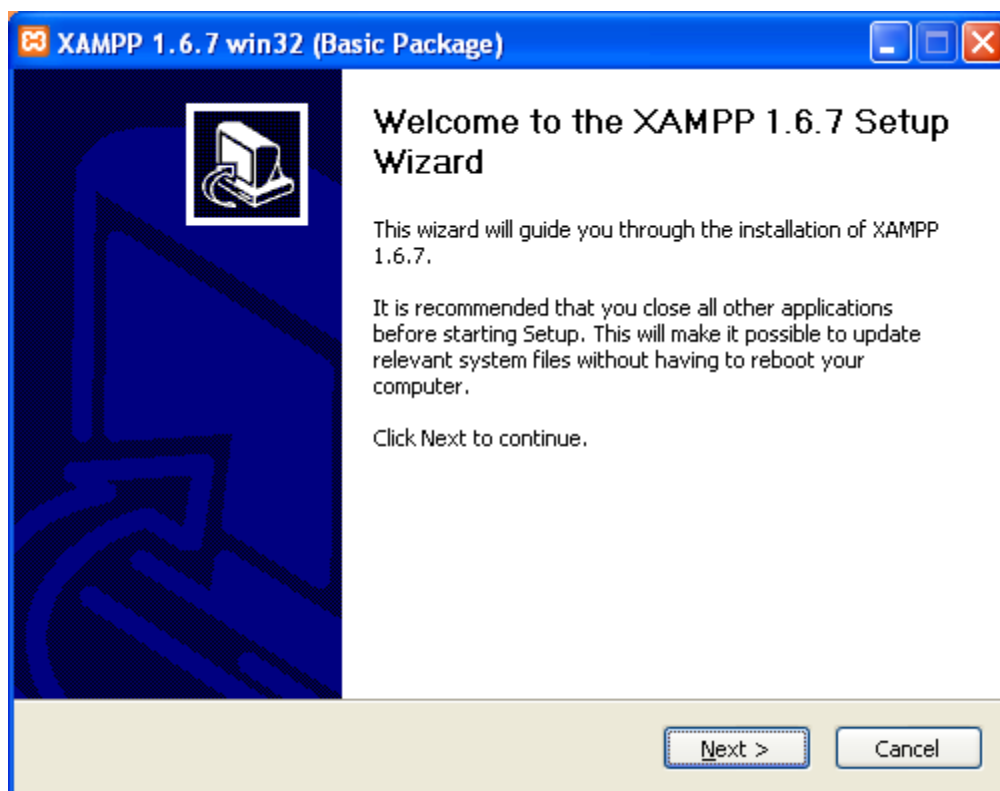 XAMPP 1.6.7 win32 (Basic Package)
Welcome to the XAMPP 1.6.7 Setup
Wizard
This wizard will guide you through the installation of XAMPP
1.6.7.
It is recommended that you close all other applications
before starting Setup. This will make it possible to update
relevant system files without having to reboot your
computer.
Click Next to continue.
Next >
Cancel